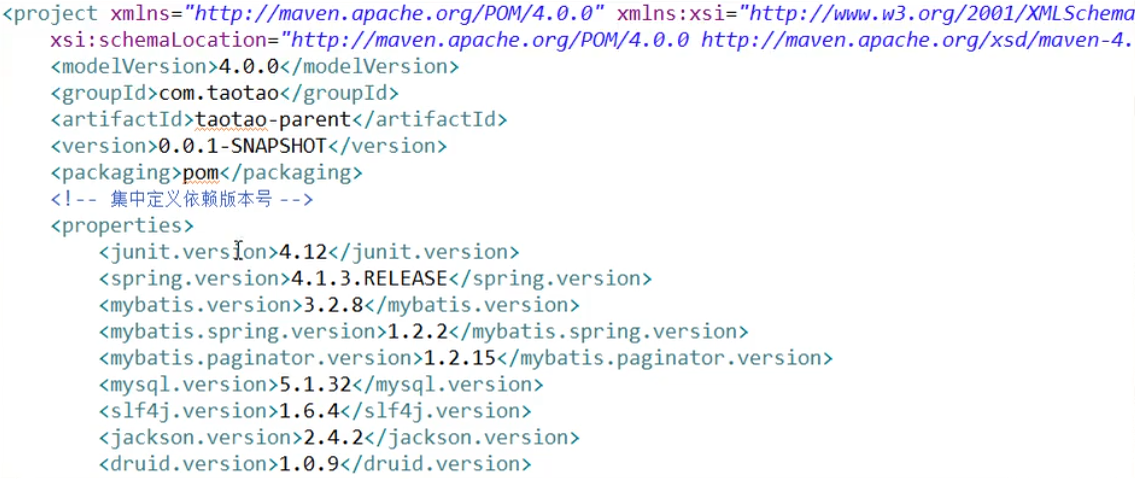 <project xmlns="http://maven.apache.org/POM/4.0.0" xmlns:xsi="http://www.w3.org/2001/XMLSchema
xsi:schemaLocation="http://maven.apache.org/POM/4.0.0 http://maven.apache.org/xsd/maven-4.
<modelVersion>4.0.0</modelVersion>
<groupId>com.taotao</groupId>
<artifactId>taotao-parent</artifactId>
<version>0.0.1-SNAPSHOT</version>
<packaging>pom</packaging>
<!-- 集中定义依赖版本号 -->
<properties>
<junit.version>4.12</junit.version>
<spring.version>4.1.3.RELEASE</spring.version>
<mybatis.version>3.2.8</mybatis.version>
<mybatis.spring.version>1.2.2</mybatis.spring.version>
<mybatis.paginator.version>1.2.15</mybatis.paginator.version>
<mysql.version>5.1.32</mysql.version>
<slf4j.version>1.6.4</slf4j.version>
<jackson.version>2.4.2</jackson.version>
<druid.version>1.0.9</druid.version>